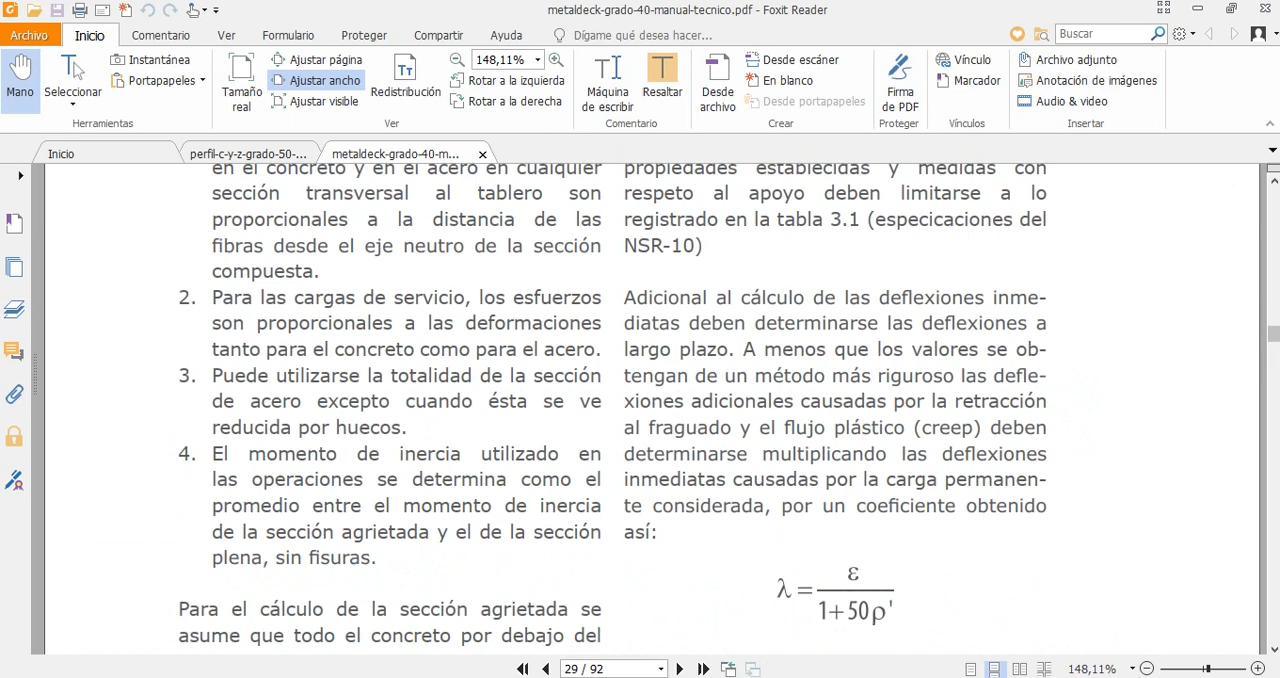 metaldeck-grado-40-manual-tecnico.pdf - Foxit Reader
Archivo Inicio Comentario Ver Formulario Proteger Compartir Ayuda Dígame qué desea hacer... Buscar
Mano
Seleccionar
Instantánea
Portapapeles
Herramientas
Tamaño real
Ajustar página
Ajustar ancho
Ajustar visible
Redistribución
148,11%
Rotar a la izquierda
Rotar a la derecha
Ver
Máquina de escribir
Resaltar
Comentario
Desde archivo
Desde escáner
En blanco
Desde portapapeles
Crear
Firma de PDF
Proteger
Vínculo
Marcador
Vínculos
Archivo adjunto
Anotación de imágenes
Audio & video
Insertar
Inicio perfil-c-y-z-grado-50-... metaldeck-grado-40-m...
en el concreto y en el acero en cualquier
sección transversal al tablero son
proporcionales a la distancia de las
fibras desde el eje neutro de la sección
compuesta.
2. Para las cargas de servicio, los esfuerzos
son proporcionales a las deformaciones
tanto para el concreto como para el acero.
3. Puede utilizarse la totalidad de la sección
de acero excepto cuando ésta se ve
reducida por huecos.
4. El momento de inercia utilizado en
las operaciones se determina como el
promedio entre el momento de inercia
de la sección agrietada y el de la sección
plena, sin fisuras.
Para el cálculo de la sección agrietada se
asume que todo el concreto por debajo del
propiedades establecidas y medidas con
respeto al apoyo deben limitarse a lo
registrado en la tabla 3.1 (especicaciones del
NSR-10)
Adicional al cálculo de las deflexiones inme-
diatas deben determinarse las deflexiones a
largo plazo. A menos que los valores se ob-
tengan de un método más riguroso las defle-
xiones adicionales causadas por la retracción
al fraguado y el flujo plástico (creep) deben
determinarse multiplicando las deflexiones
inmediatas causadas por la carga permanen-
te considerada, por un coeficiente obtenido
así:
λ = ε / 1+50ρ'
29 / 92
148,11%